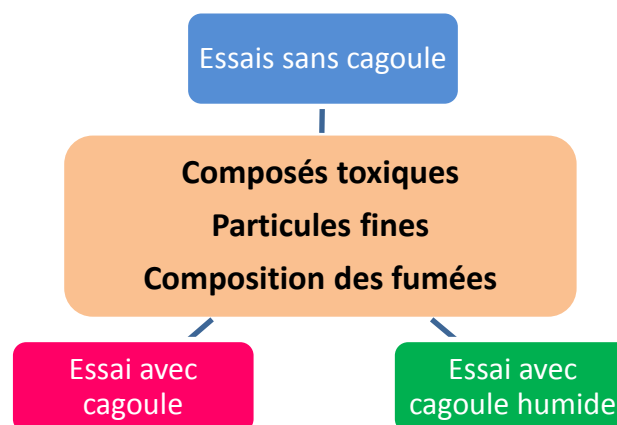 Essais sans cagoule
Composés toxiques
Particules fines
Composition des fumées
Essai avec
cagoule
Essai avec
cagoule humide